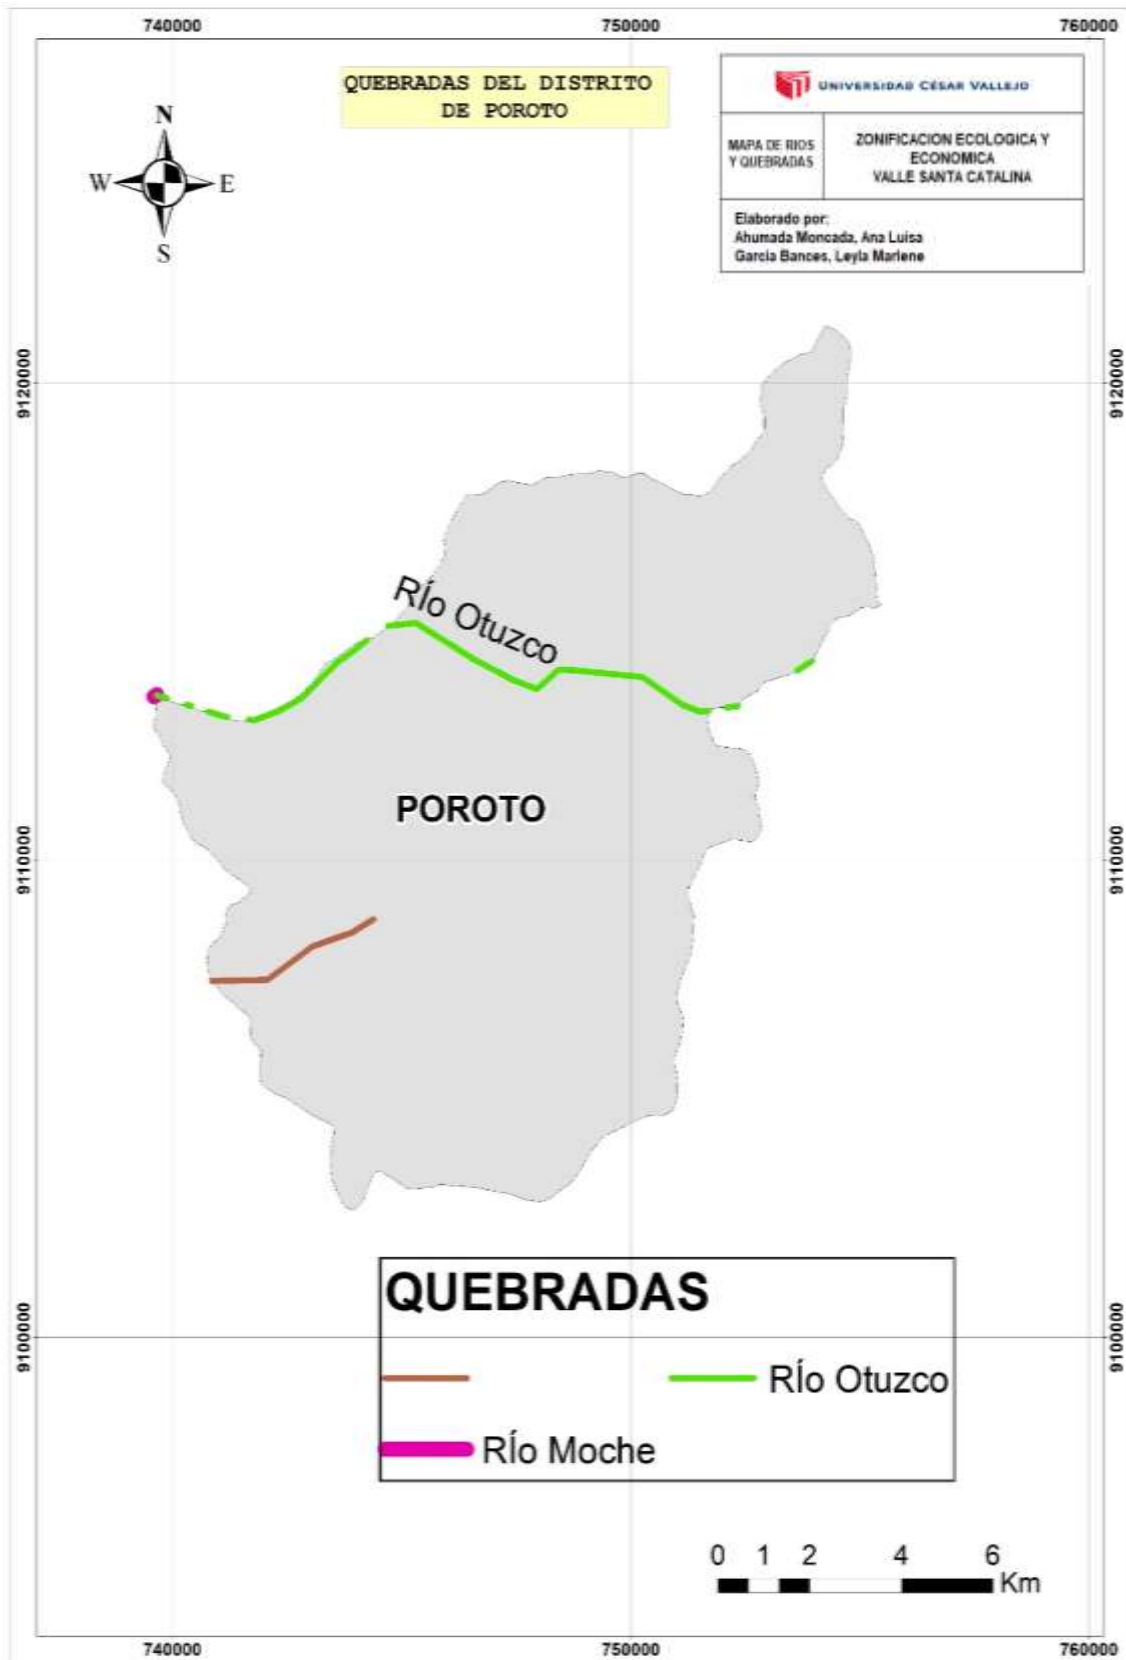 740000 750000 760000
QUEBRADAS DEL DISTRITO
DE POROTO
UNIVERSIDAD CÉSAR VALLEJO
MAPA DE RIOS
Y QUEBRADAS
ZONIFICACION ECOLOGICA Y
ECONOMICA
VALLE SANTA CATALINA
Elaborado por:
Ahumada Moncada, Ana Luisa
Garcia Bances, Leyla Marlene
N
W E
S
9120000 9120000
Río Otuzco
POROTO
9110000 9110000
QUEBRADAS
9100000 9100000
Río Otuzco
Río Moche
0 1 2 4 6
Km
740000 750000 760000